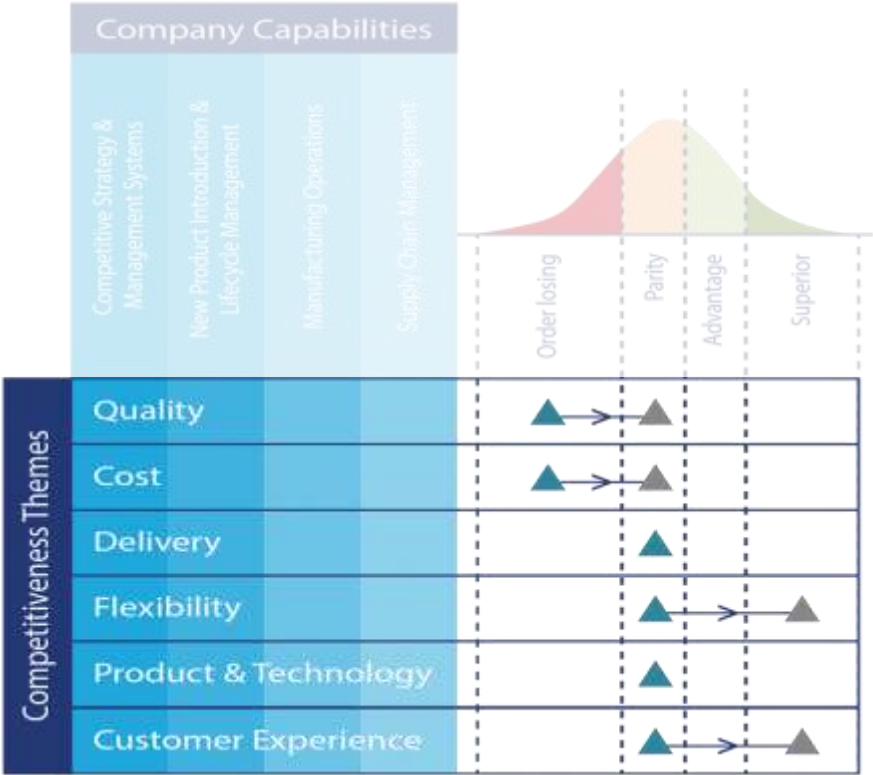 Company Capabilities
Competitive Strategy &
Management Systems
New Product Introduction &
Lifecycle Management
Manufacturing Operations
Supply Chain Management
Order losing
Parity
Advantage
Superior
Competitiveness Themes
Quality
Cost
Delivery
Flexibility
Product & Technology
Customer Experience